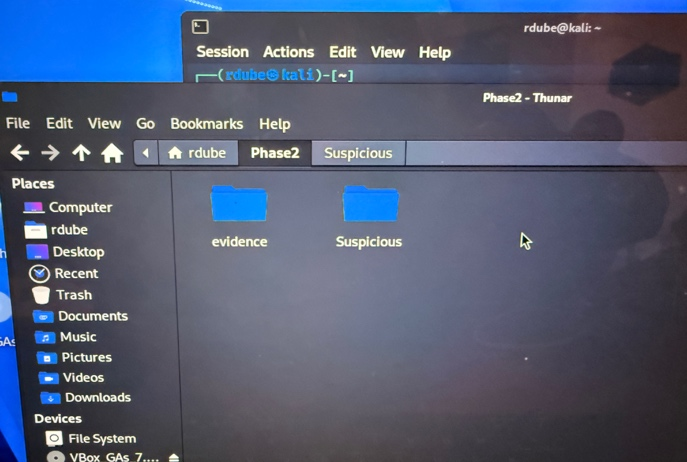 rdube@kali: ~
Session Actions Edit View Help
(rdube㉿kali)-[~]
Phase2 - Thunar
File Edit View Go Bookmarks Help
rdube Phase2 Suspicious
Places
Computer
rdube
Desktop
Recent
Trash
Documents
Music
Pictures
Videos
Downloads
Devices
File System
VBox_GAs_7....
evidence
Suspicious